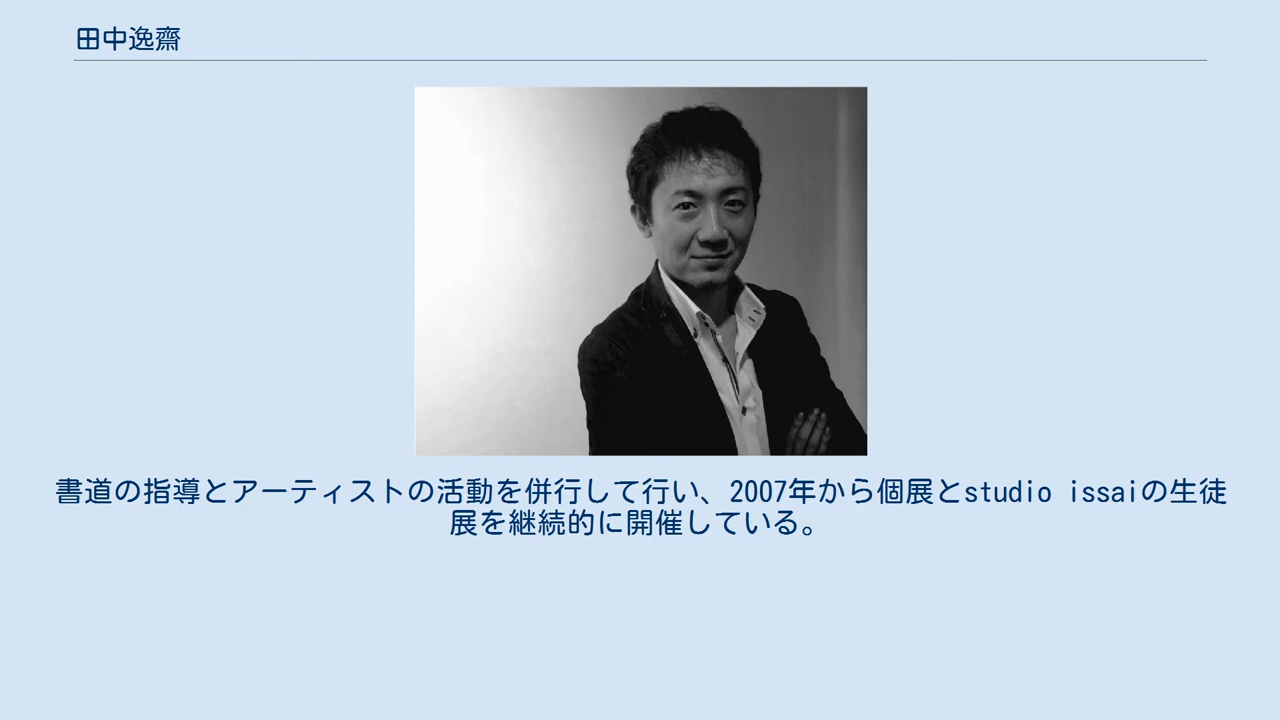 田中逸齋
書道の指導とアーティストの活動を併行して行い、2007年から個展とstudio issaiの生徒
展を継続的に開催している。